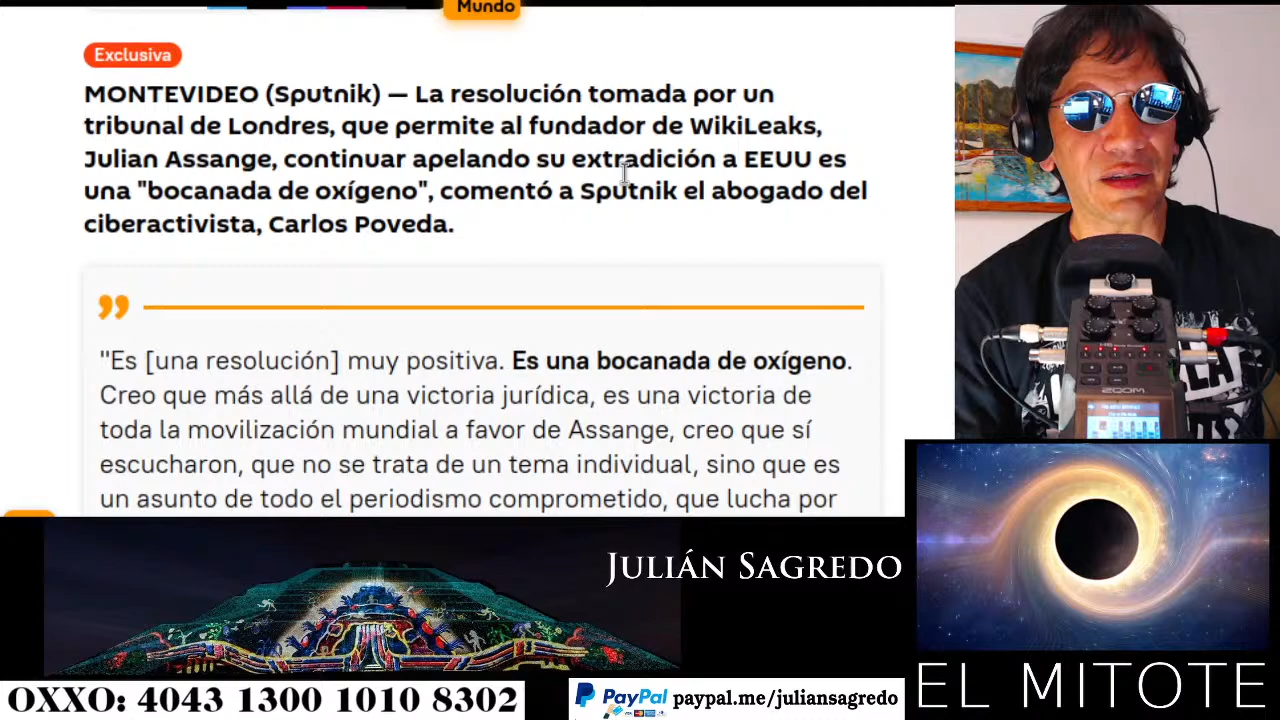 Mundo
Exclusiva
MONTEVIDEO (Sputnik) — La resolución tomada por un
tribunal de Londres, que permite al fundador de WikiLeaks,
Julian Assange, continuar apelando su extradición a EEUU es
una "bocanada de oxígeno", comentó a Sputnik el abogado del
ciberactivista, Carlos Poveda.
"Es [una resolución] muy positiva. Es una bocanada de oxígeno.
Creo que más allá de una victoria jurídica, es una victoria de
toda la movilización mundial a favor de Assange, creo que sí
escucharon, que no se trata de un tema individual, sino que es
un asunto de todo el periodismo comprometido, que lucha por
ZOOM
JULIÁN SAGREDO
EL MITOTE
OXXO: 4043 1300 1010 8302
PayPal paypal.me/juliansagredo